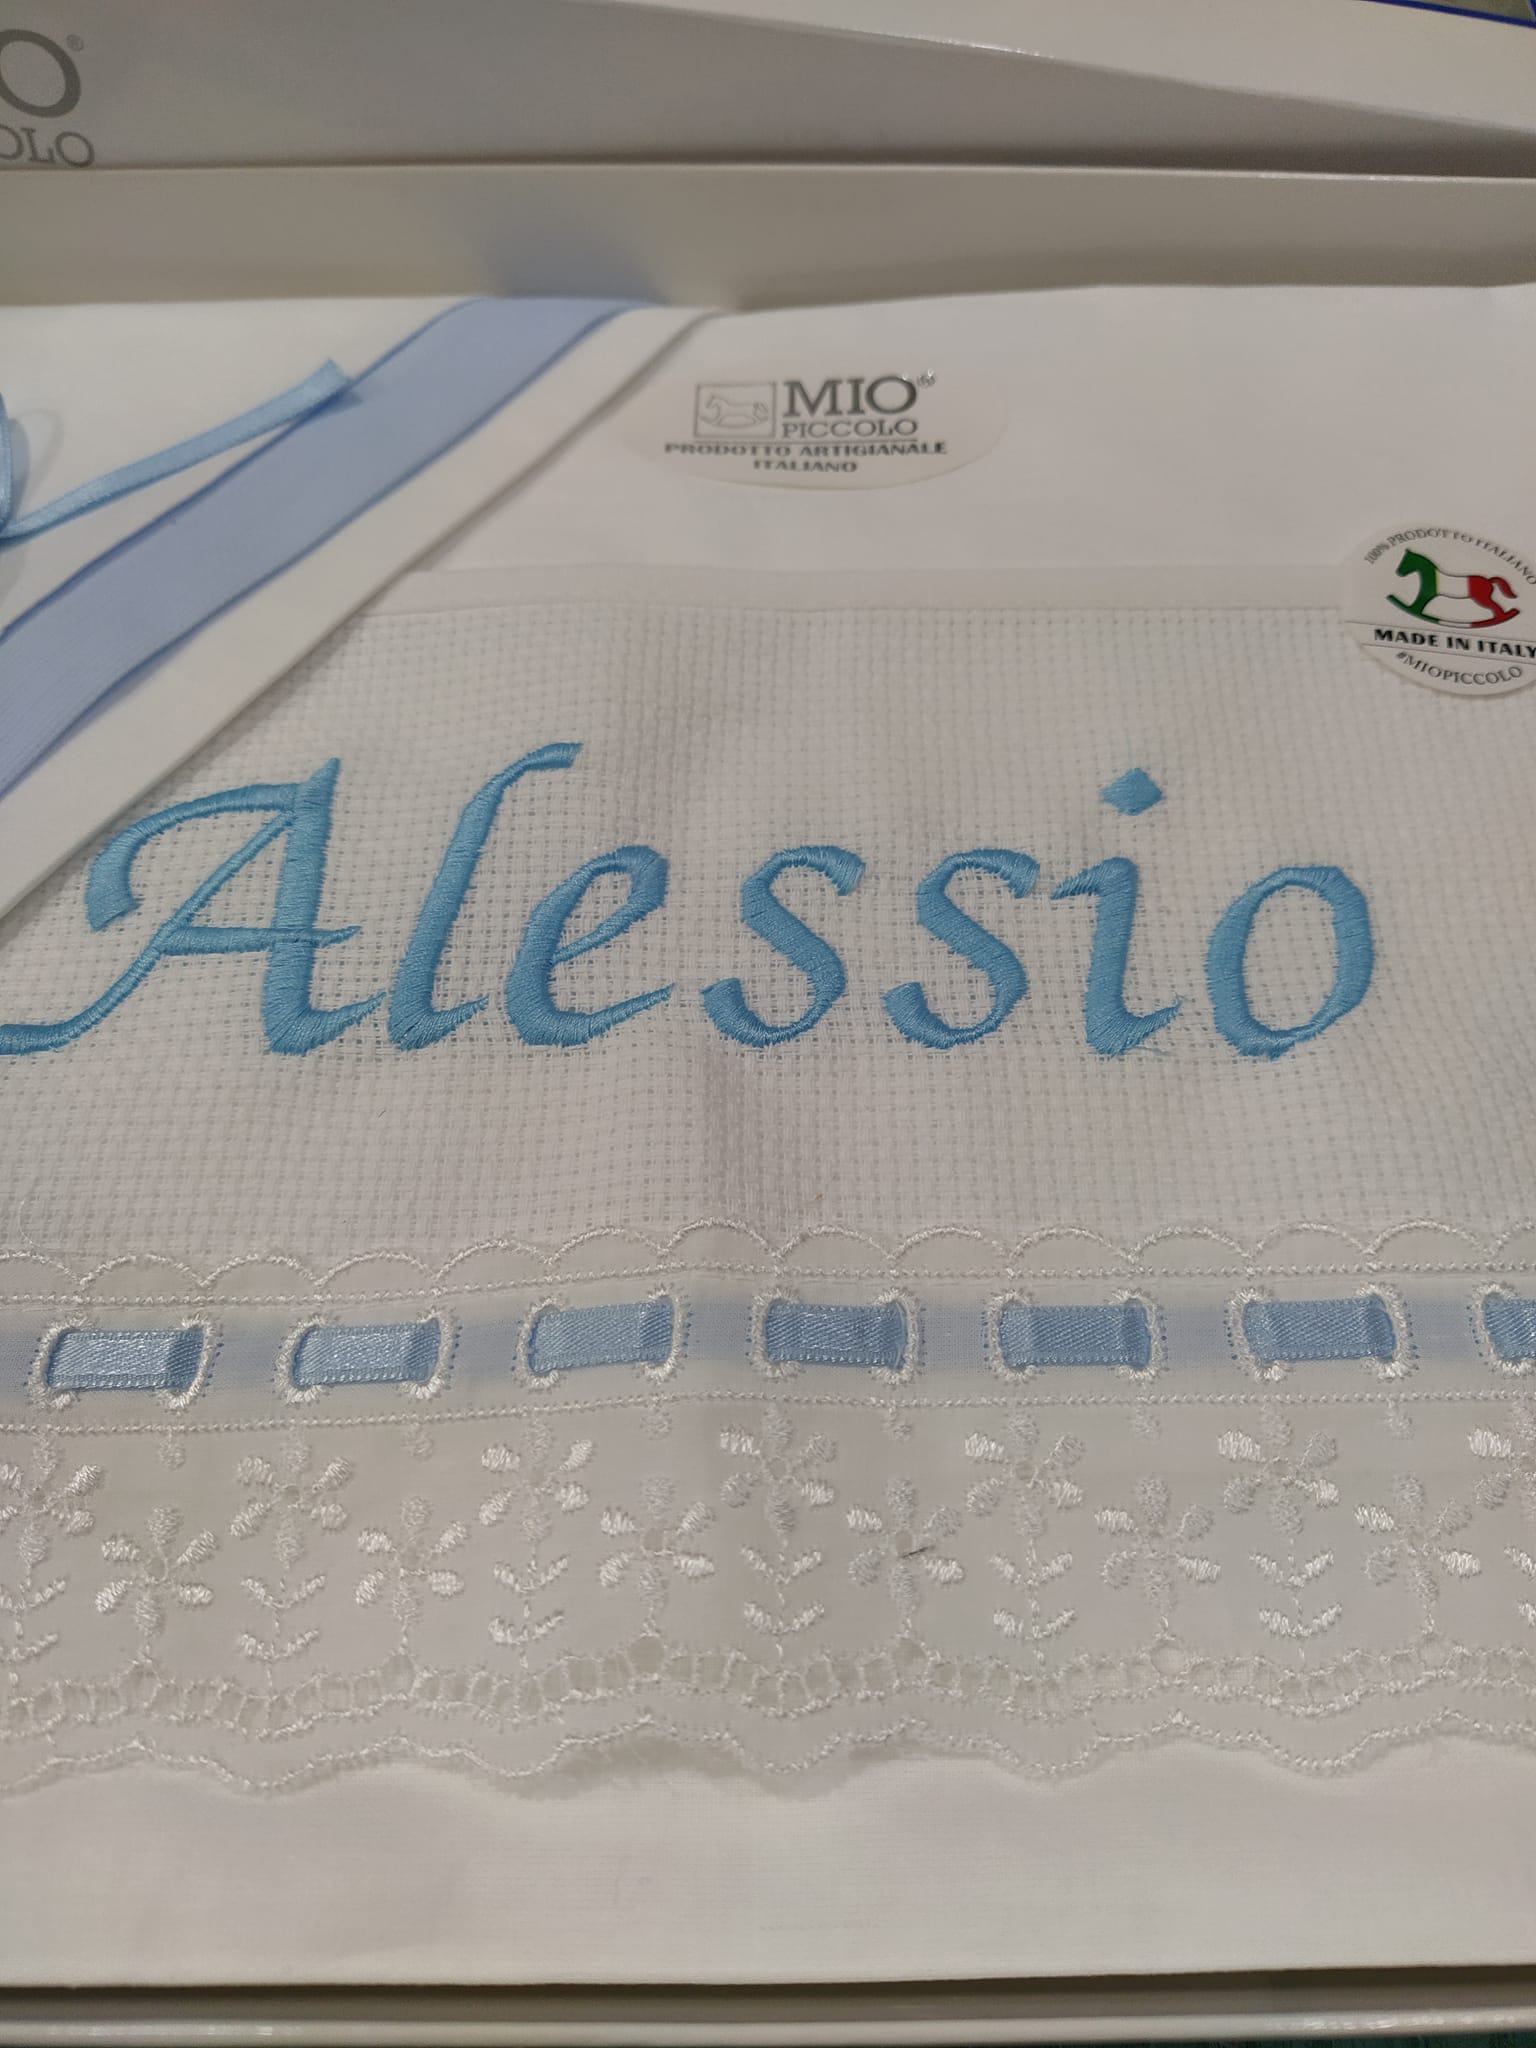 MIO®
PICCOLO
PRODOTTO ARTIGIANALE
ITALIANO
100% PRODOTTO ITALIANO
MADE IN ITALY
#MIOPICCOLO
Alessio